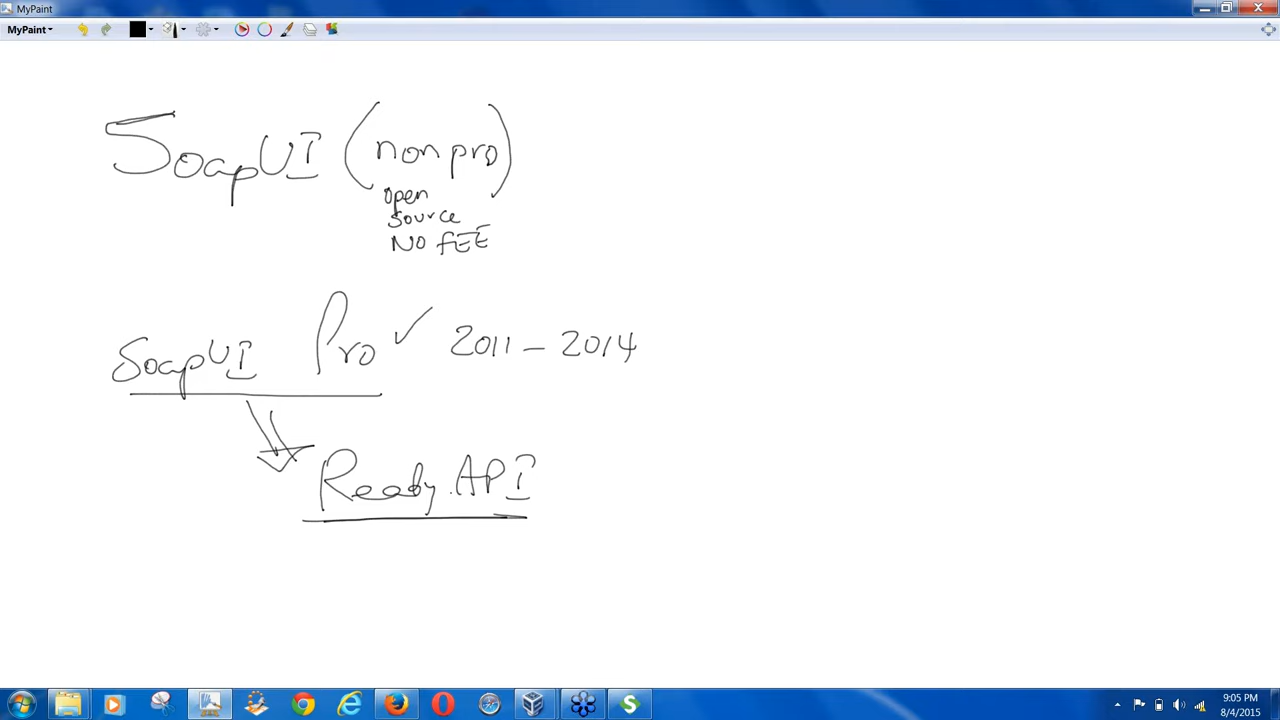 MyPaint
MyPaint
SoapUI (non pro)
open
source
NO FEE
SoapUI Pro ✓ 2011 – 2014
Ready.API
9:05 PM
8/4/2015